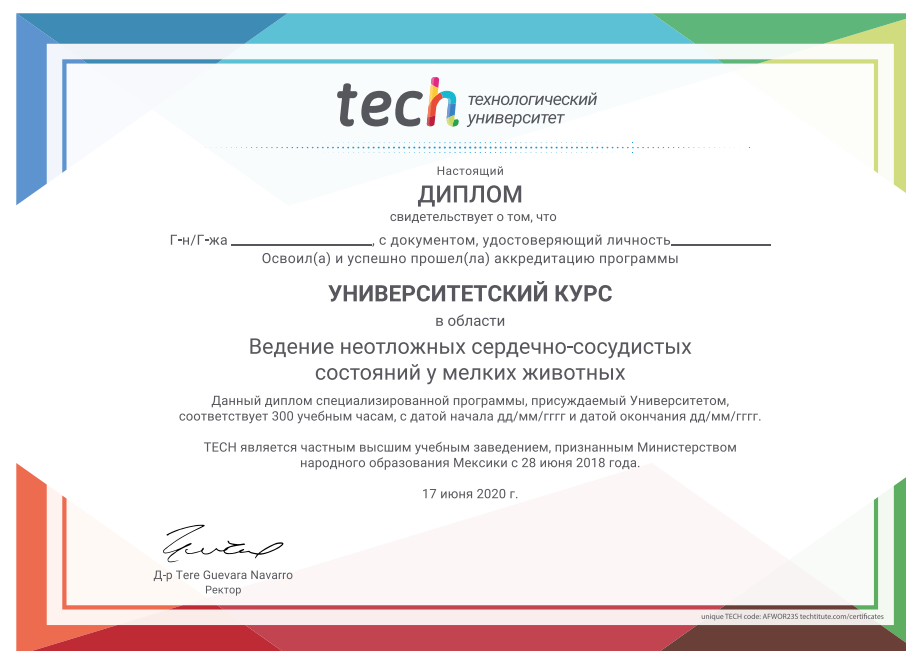 tech технологический
университет
Настоящий
ДИПЛОМ
свидетельствует о том, что
Г-н/Г-жа ____________________, с документом, удостоверяющий личность______________
Освоил(а) и успешно прошел(ла) аккредитацию программы
УНИВЕРСИТЕТСКИЙ КУРС
в области
Ведение неотложных сердечно-сосудистых
состояний у мелких животных
Данный диплом специализированной программы, присуждаемый Университетом,
соответствует 300 учебным часам, с датой начала дд/мм/гггг и датой окончания дд/мм/гггг.
TECH является частным высшим учебным заведением, признанным Министерством
народного образования Мексики с 28 июня 2018 года.
17 июня 2020 г.
Д-р Tere Guevara Navarro
Ректор
unique TECH code: AFWOR23S techtitute.com/certificates